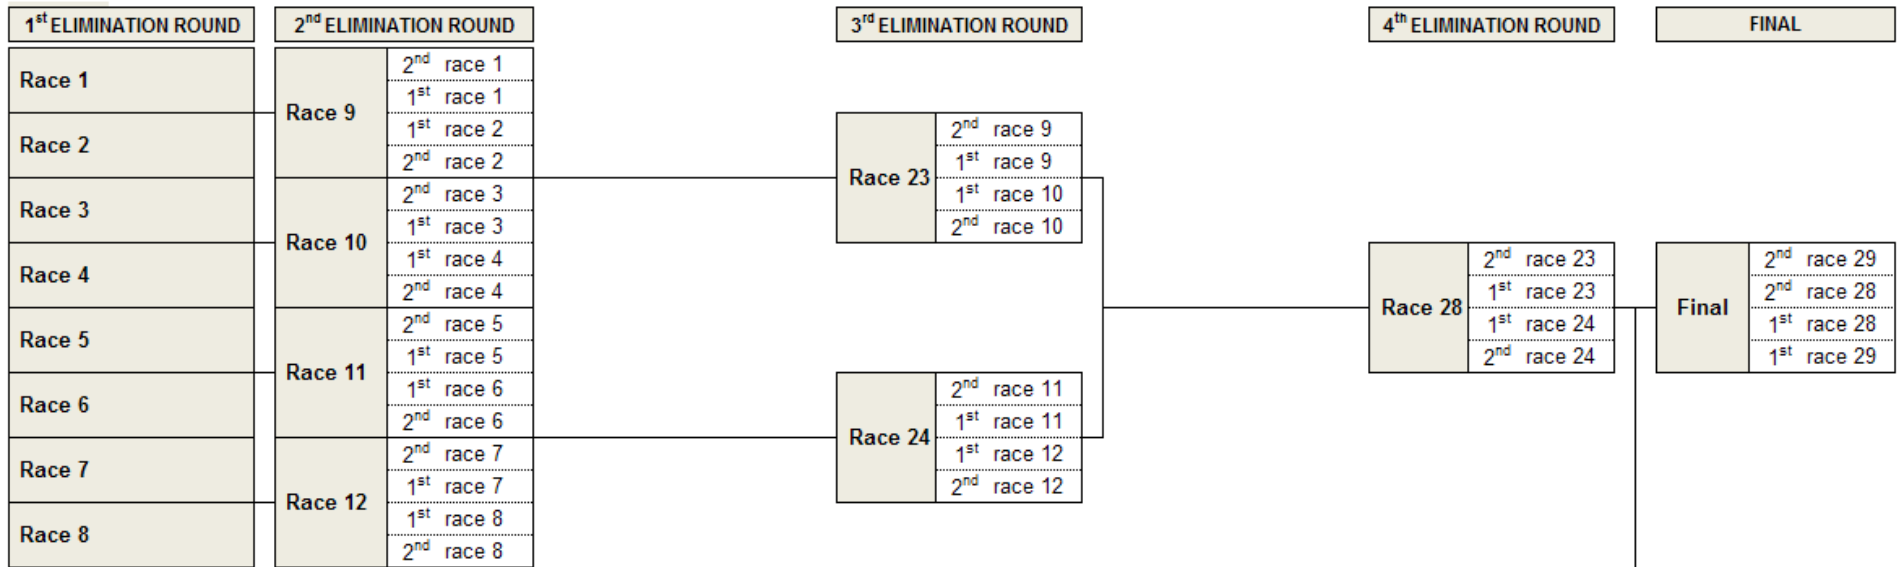 1st ELIMINATION ROUND
2nd ELIMINATION ROUND
3rd ELIMINATION ROUND
4th ELIMINATION ROUND
FINAL
Race 1
Race 2
Race 3
Race 4
Race 5
Race 6
Race 7
Race 8
Race 9
2nd race 1
1st race 1
1st race 2
2nd race 2
Race 10
2nd race 3
1st race 3
1st race 4
2nd race 4
Race 11
2nd race 5
1st race 5
1st race 6
2nd race 6
Race 12
2nd race 7
1st race 7
1st race 8
2nd race 8
Race 23
2nd race 9
1st race 9
1st race 10
2nd race 10
Race 24
2nd race 11
1st race 11
1st race 12
2nd race 12
Race 28
2nd race 23
1st race 23
1st race 24
2nd race 24
Final
2nd race 29
2nd race 28
1st race 28
1st race 29